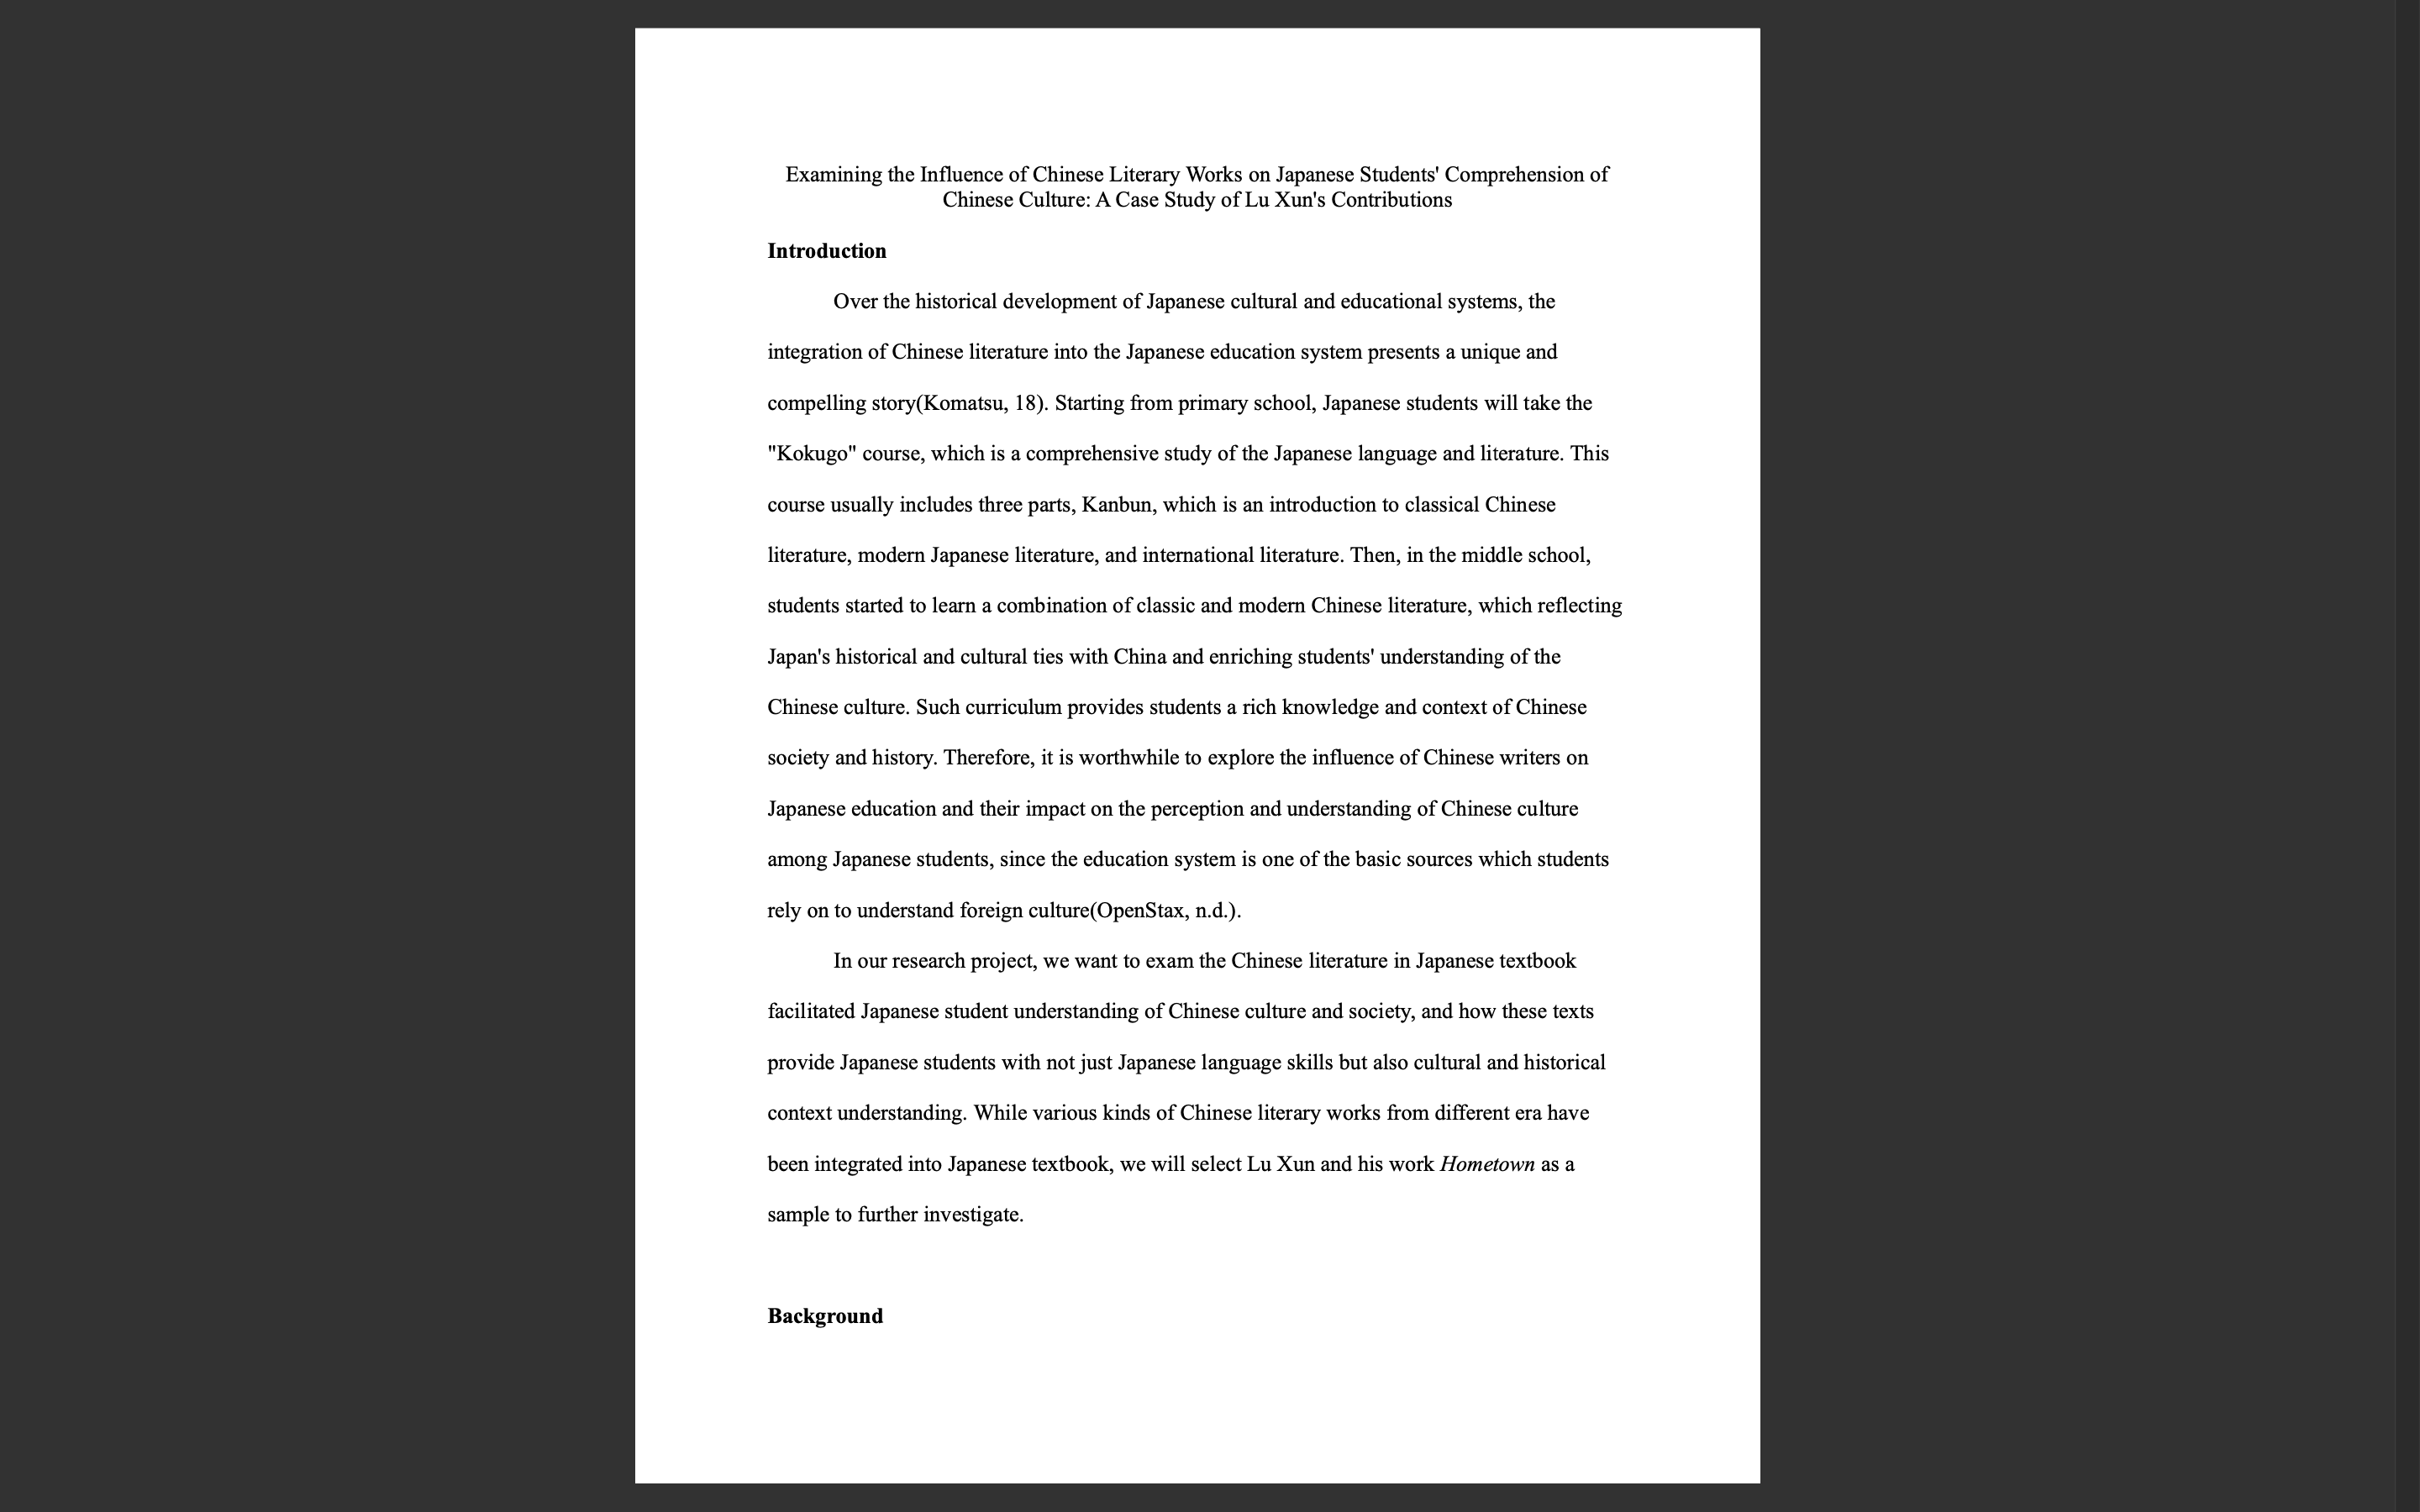 Examining the Influence of Chinese Literary Works on Japanese Students' Comprehension of
Chinese Culture: A Case Study of Lu Xun's Contributions
Introduction
Over the historical development of Japanese cultural and educational systems, the
integration of Chinese literature into the Japanese education system presents a unique and
compelling story(Komatsu, 18). Starting from primary school, Japanese students will take the
"Kokugo" course, which is a comprehensive study of the Japanese language and literature. This
course usually includes three parts, Kanbun, which is an introduction to classical Chinese
literature, modern Japanese literature, and international literature. Then, in the middle school,
students started to learn a combination of classic and modern Chinese literature, which reflecting
Japan's historical and cultural ties with China and enriching students' understanding of the
Chinese culture. Such curriculum provides students a rich knowledge and context of Chinese
society and history. Therefore, it is worthwhile to explore the influence of Chinese writers on
Japanese education and their impact on the perception and understanding of Chinese culture
among Japanese students, since the education system is one of the basic sources which students
rely on to understand foreign culture(OpenStax, n.d.).
In our research project, we want to exam the Chinese literature in Japanese textbook
facilitated Japanese student understanding of Chinese culture and society, and how these texts
provide Japanese students with not just Japanese language skills but also cultural and historical
context understanding. While various kinds of Chinese literary works from different era have
been integrated into Japanese textbook, we will select Lu Xun and his work Hometown as a
sample to further investigate.
Background